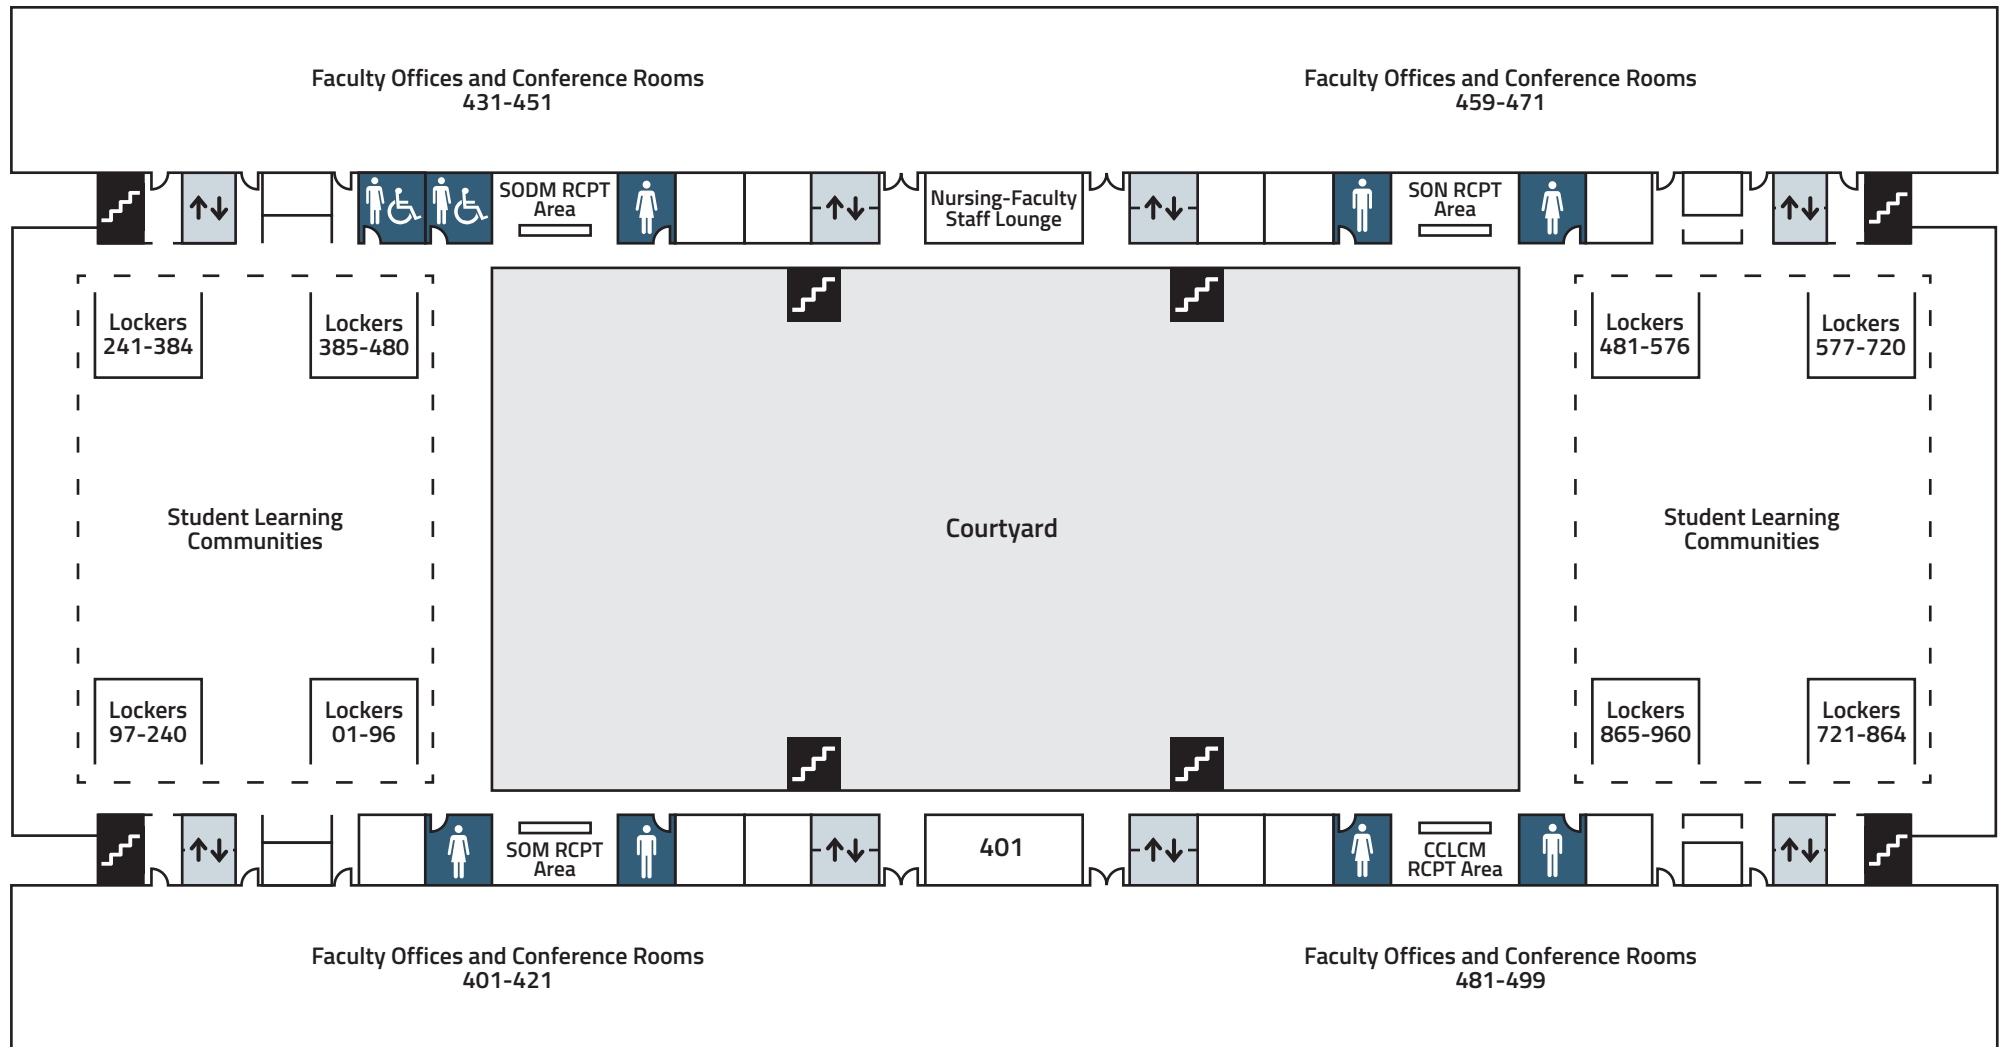 Faculty Offices and Conference Rooms
431-451
Faculty Offices and Conference Rooms
459-471
SODM RCPT
Area
Nursing-Faculty
Staff Lounge
SON RCPT
Area
Lockers
241-384
Lockers
385-480
Lockers
481-576
Lockers
577-720
Student Learning
Communities
Courtyard
Student Learning
Communities
Lockers
97-240
Lockers
01-96
Lockers
865-960
Lockers
721-864
SOM RCPT
Area
401
CCLCM
RCPT Area
Faculty Offices and Conference Rooms
401-421
Faculty Offices and Conference Rooms
481-499